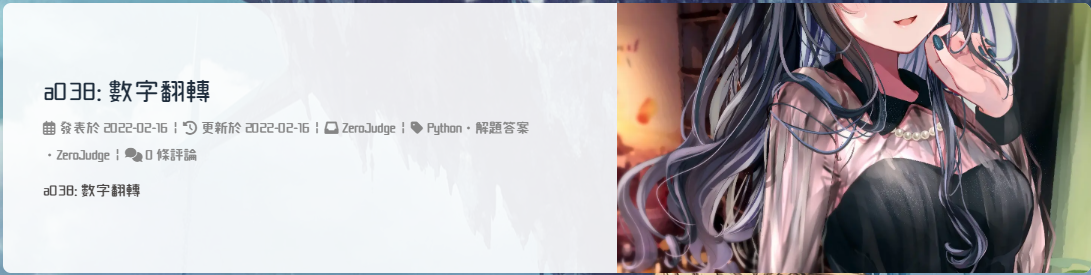 a038: 數字翻轉
發表於 2022-02-16 | 更新於 2022-02-16 | ZeroJudge | Python • 解題答案
• ZeroJudge | 0 條評論
a038: 數字翻轉